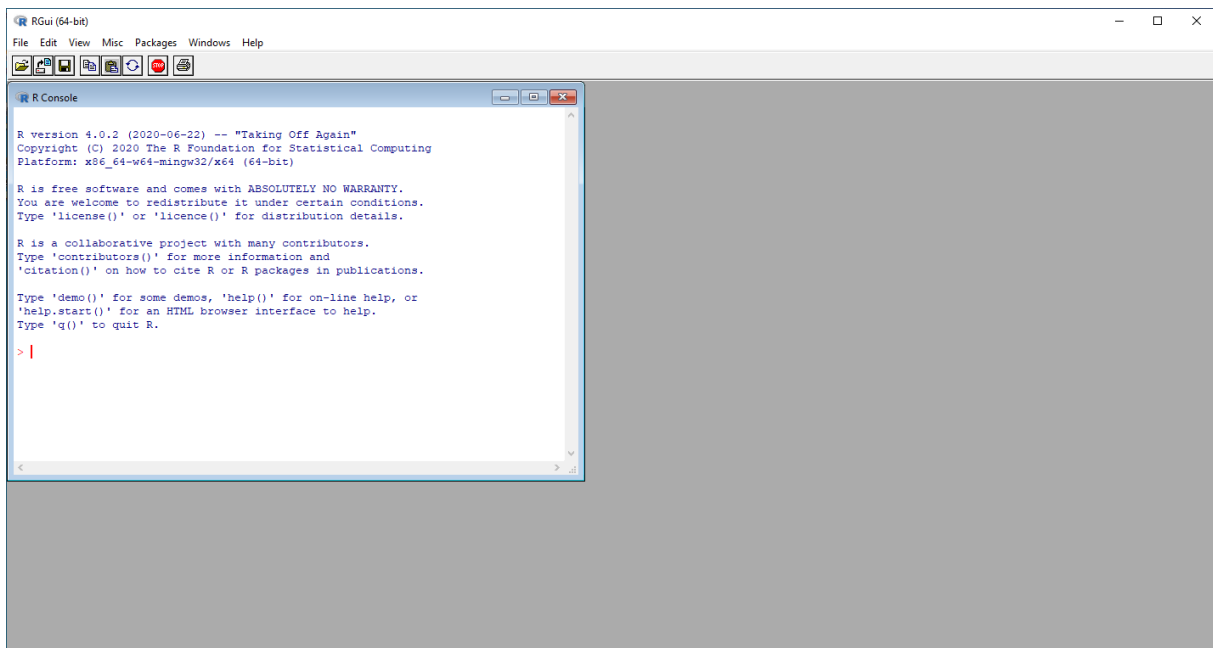 RGui (64-bit)
File Edit View Misc Packages Windows Help
STOP
R Console
R version 4.0.2 (2020-06-22) -- "Taking Off Again"
Copyright (C) 2020 The R Foundation for Statistical Computing
Platform: x86_64-w64-mingw32/x64 (64-bit)
R is free software and comes with ABSOLUTELY NO WARRANTY.
You are welcome to redistribute it under certain conditions.
Type 'license()' or 'licence()' for distribution details.
R is a collaborative project with many contributors.
Type 'contributors()' for more information and
'citation()' on how to cite R or R packages in publications.
Type 'demo()' for some demos, 'help()' for on-line help, or
'help.start()' for an HTML browser interface to help.
Type 'q()' to quit R.
>